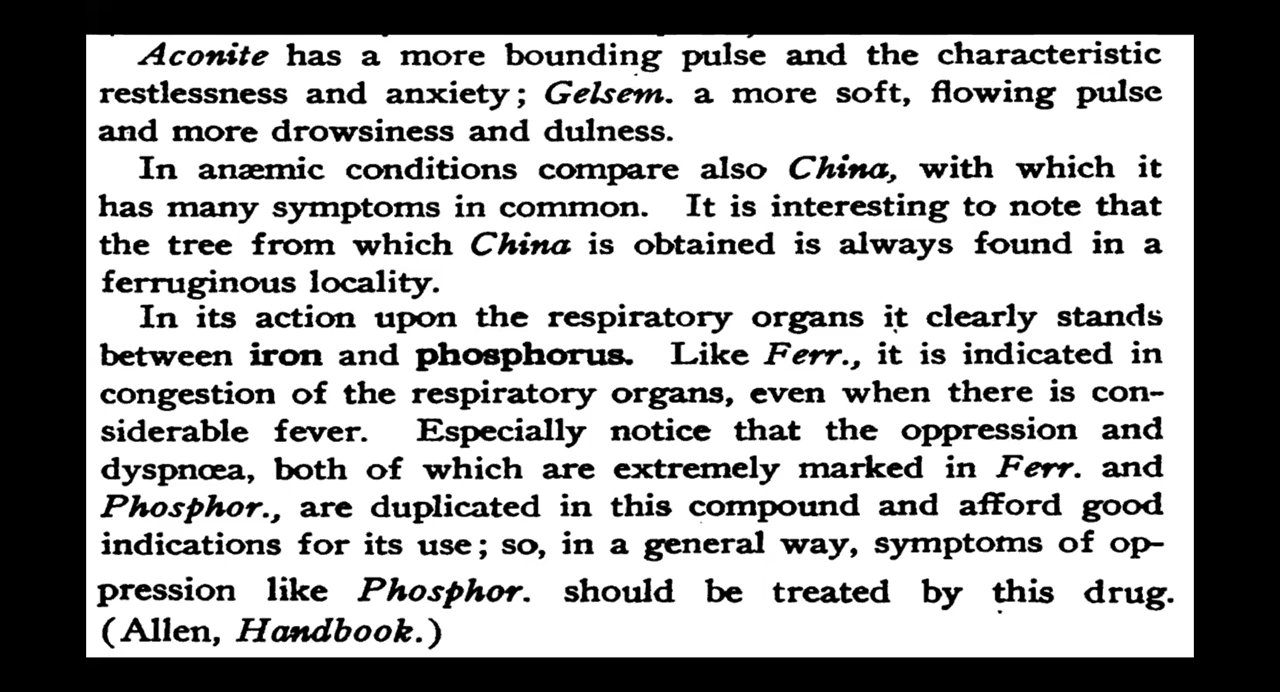 Aconite has a more bounding pulse and the characteristic
restlessness and anxiety; Gelsem. a more soft, flowing pulse
and more drowsiness and dulness.
In anæmic conditions compare also China, with which it
has many symptoms in common. It is interesting to note that
the tree from which China is obtained is always found in a
ferruginous locality.
In its action upon the respiratory organs it clearly stands
between iron and phosphorus. Like Ferr., it is indicated in
congestion of the respiratory organs, even when there is con-
siderable fever. Especially notice that the oppression and
dyspnœa, both of which are extremely marked in Ferr. and
Phosphor., are duplicated in this compound and afford good
indications for its use; so, in a general way, symptoms of op-
pression like Phosphor. should be treated by this drug.
(Allen, Handbook.)